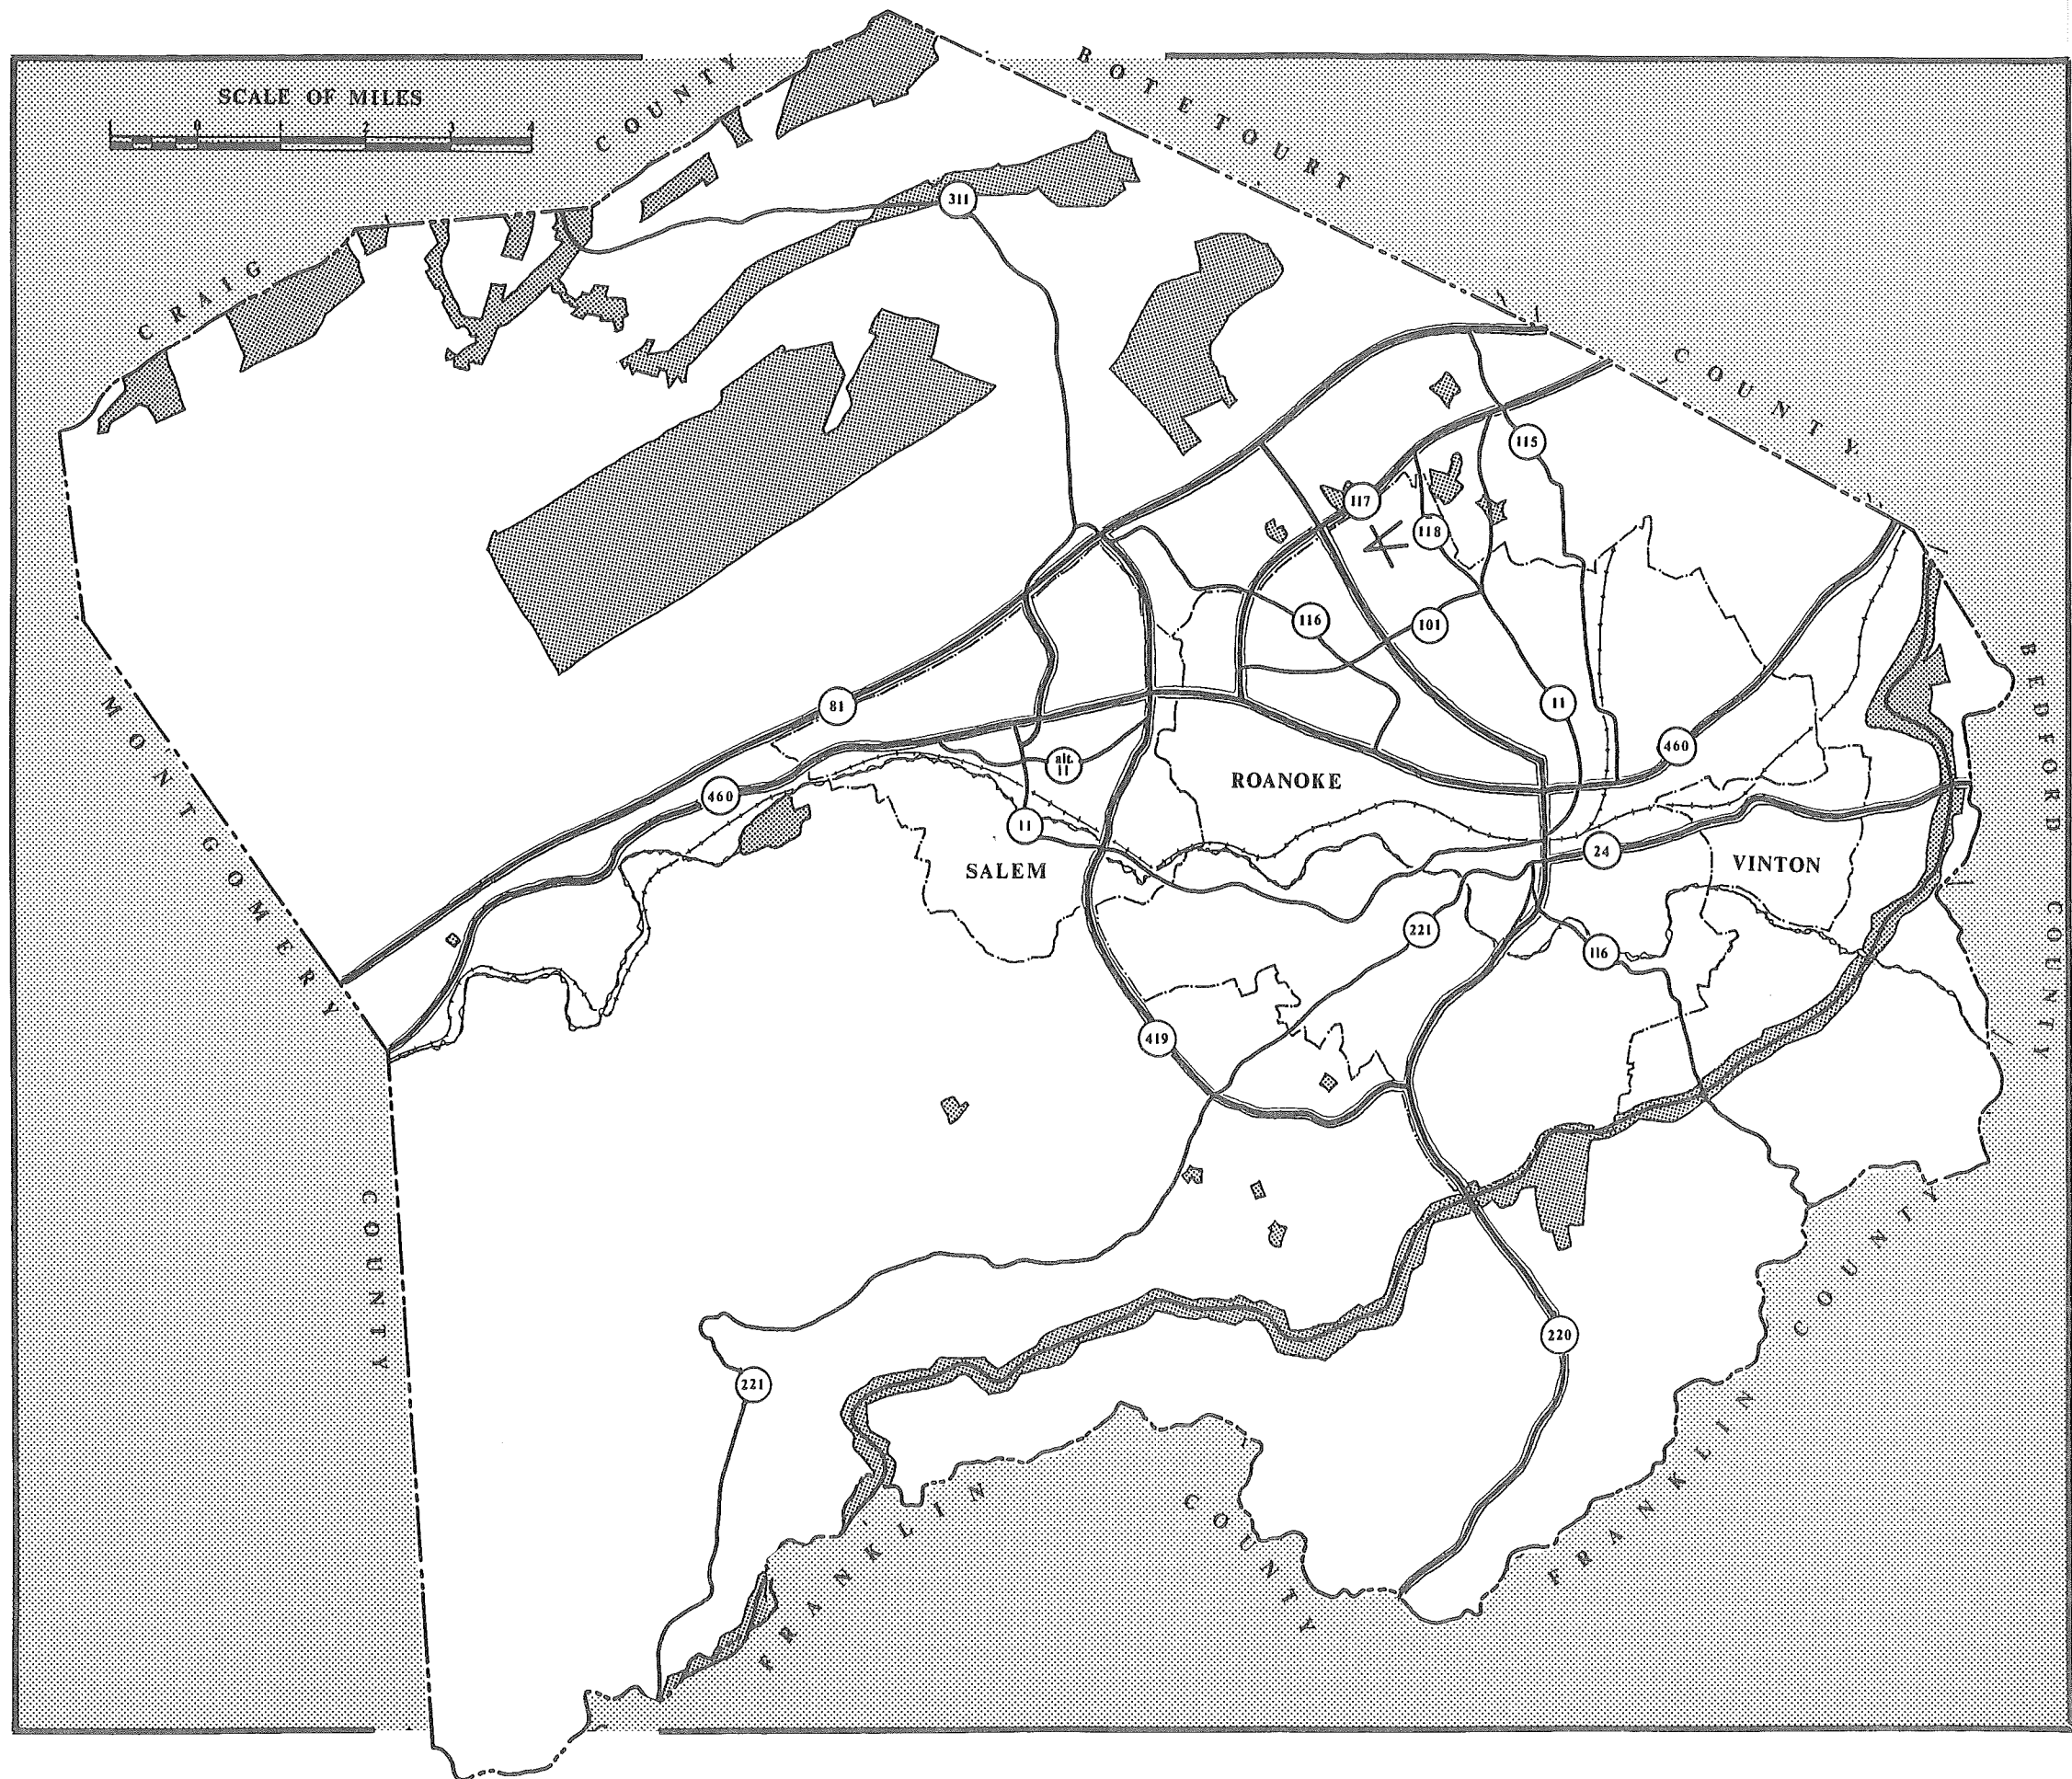 SCALE OF MILES
1 0 1 2 3 4
CRAIG COUNTY
BOTETOURT COUNTY
311
115
117
118
116
101
81
11
460
alt. 11
460
ROANOKE
11
24
SALEM
VINTON
221
116
419
220
221
MONTGOMERY COUNTY
BEDFORD COUNTY
FRANKLIN COUNTY
FRANKLIN COUNTY